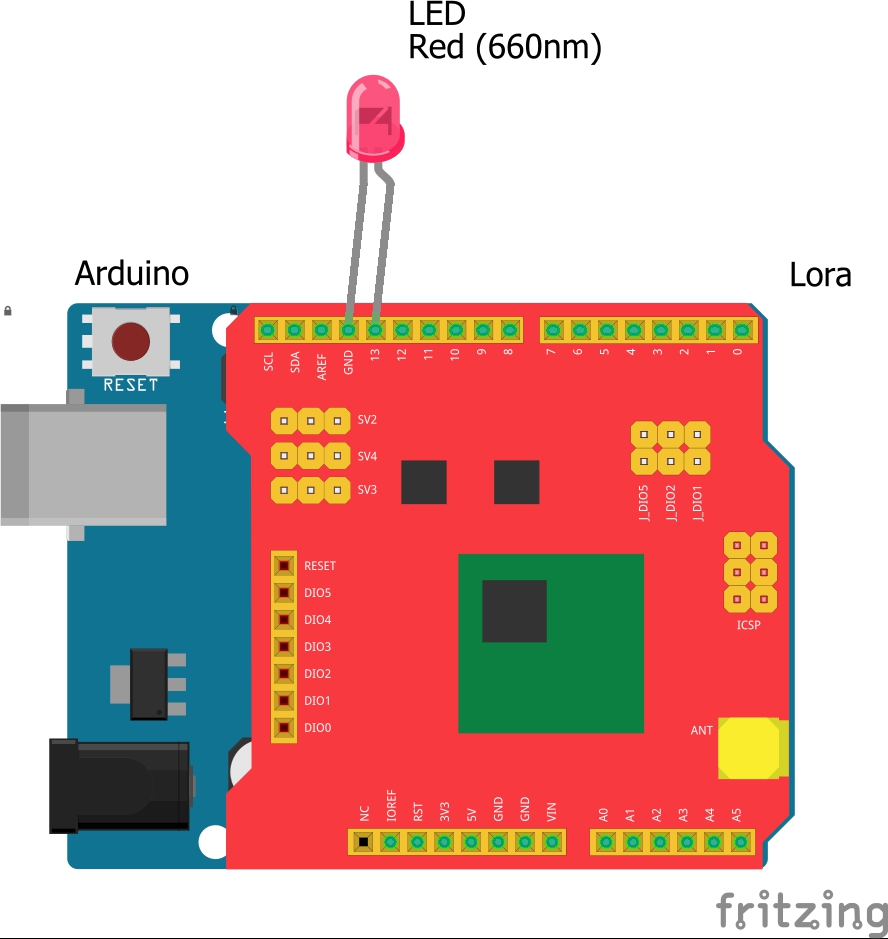 LED
Red (660nm)
Arduino
Lora
RESET
SCL
SDA
AREF
GND
13
12
11
10
9
8
7
6
5
4
3
2
1
0
SV2
SV4
SV3
J_DIO5
J_DIO2
J_DIO1
RESET
DIO5
DIO4
DIO3
DIO2
DIO1
DIO0
ICSP
ANT
NC
IOREF
RST
3V3
5V
GND
GND
VIN
A0
A1
A2
A3
A4
A5
fritzing